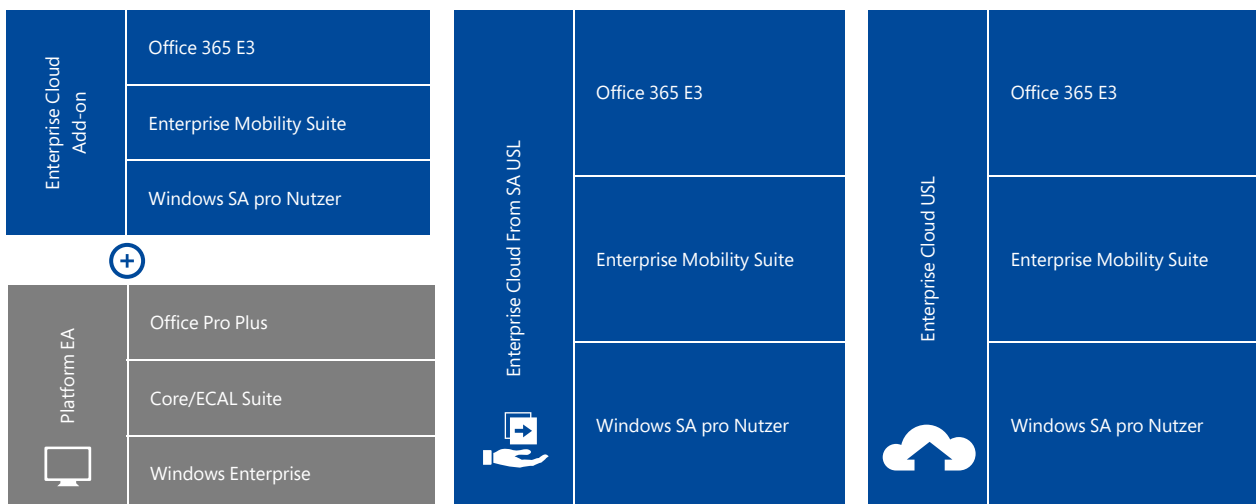 Enterprise Cloud
Add-on
Office 365 E3
Enterprise Mobility Suite
Windows SA pro Nutzer
Platform EA
Office Pro Plus
Core/ECAL Suite
Windows Enterprise
Enterprise Cloud From SA USL
Office 365 E3
Enterprise Mobility Suite
Windows SA pro Nutzer
Enterprise Cloud USL
Office 365 E3
Enterprise Mobility Suite
Windows SA pro Nutzer